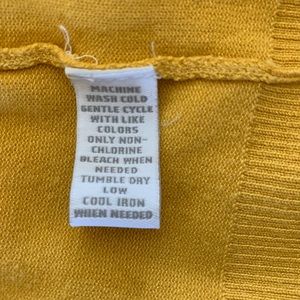 MACHINE
WASH COLD
GENTLE CYCLE
WITH LIKE
COLORS
ONLY NON-
CHLORINE
BLEACH WHEN
NEEDED
TUMBLE DRY
LOW
COOL IRON
WHEN NEEDED